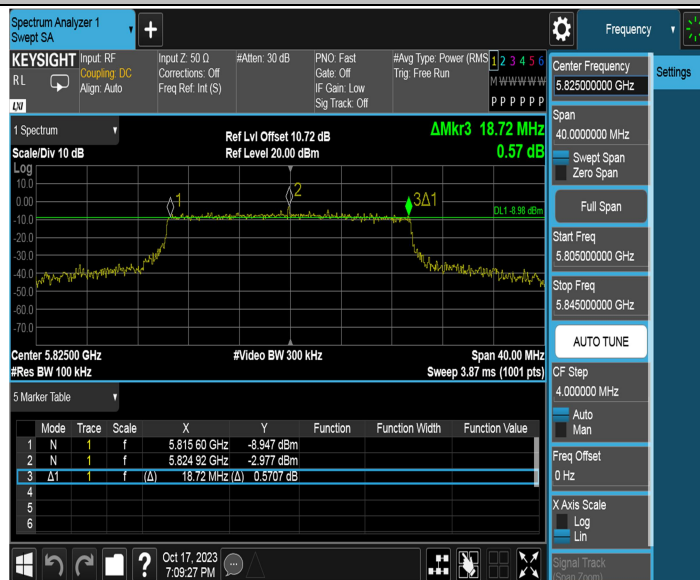 Spectrum Analyzer 1
Swept SA
Frequency
KEYSIGHT
RL
LXI
Input: RF
Coupling: DC
Align: Auto
Input Z: 50 Ω
Corrections: Off
Freq Ref: Int (S)
#Atten: 30 dB
PNO: Fast
Gate: Off
IF Gain: Low
Sig Track: Off
#Avg Type: Power (RMS
Trig: Free Run
1 2 3 4 5 6
M W W W W W
P P P P P P
Center Frequency
5.825000000 GHz
Settings
Span
40.0000000 MHz
Swept Span
Zero Span
Full Span
Start Freq
5.805000000 GHz
Stop Freq
5.845000000 GHz
AUTO TUNE
CF Step
4.000000 MHz
Auto
Man
Freq Offset
0 Hz
X Axis Scale
Log
Lin
Signal Track
(Span Zoom)
1 Spectrum
Scale/Div 10 dB
Ref Lvl Offset 10.72 dB
Ref Level 20.00 dBm
ΔMkr3 18.72 MHz
0.57 dB
Log
10.0
0.00
-10.0
-20.0
-30.0
-40.0
-50.0
-60.0
-70.0
1
2
3Δ1
DL1 -8.98 dBm
Center 5.82500 GHz
#Video BW 300 kHz
Span 40.00 MHz
#Res BW 100 kHz
Sweep 3.87 ms (1001 pts)
5 Marker Table
Mode Trace Scale X Y Function Function Width Function Value
1 N 1 f 5.815 60 GHz -8.947 dBm
2 N 1 f 5.824 92 GHz -2.977 dBm
3 Δ1 1 f (Δ) 18.72 MHz (Δ) 0.5707 dB
4
5
6
?
Oct 17, 2023
7:09:27 PM